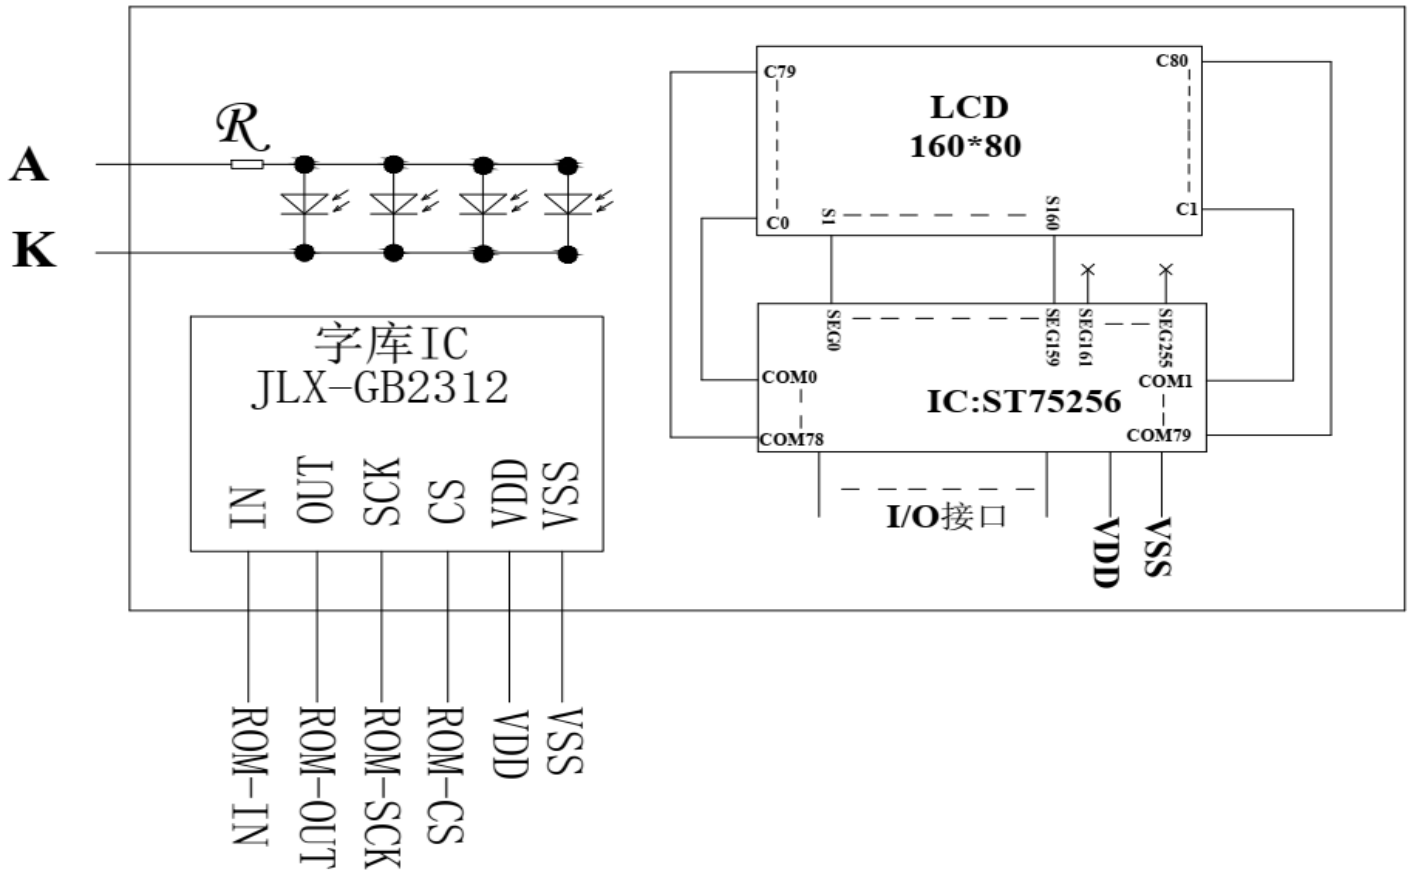 A
R
K
C79
C80
LCD
160*80
C0
S1
S160
C1
SEG0
SEG159
SEG161
SEG255
COM0
COM1
IC:ST75256
COM78
COM79
I/O接口
VDD
VSS
字库IC
JLX-GB2312
IN
OUT
SCK
CS
VDD
VSS
ROM-IN
ROM-OUT
ROM-SCK
ROM-CS
VDD
VSS